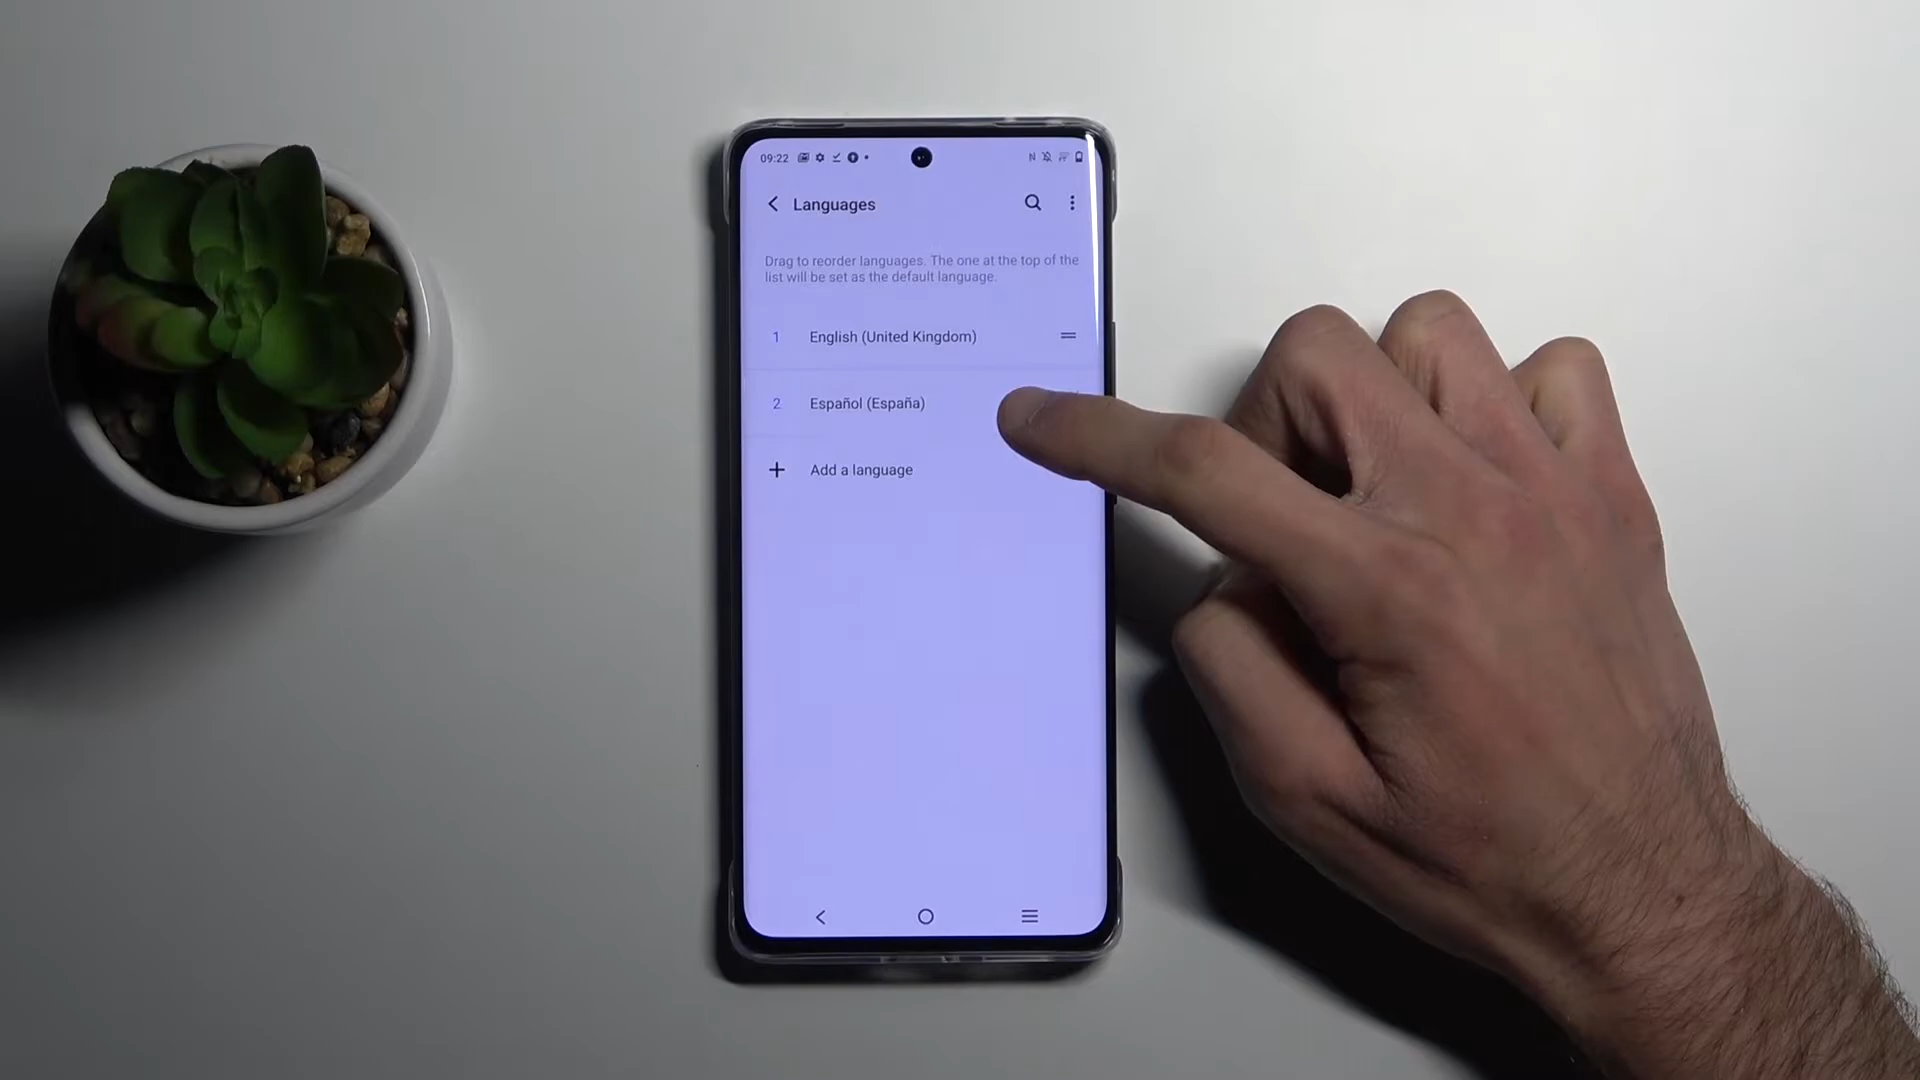 09:22
Languages
Drag to reorder languages. The one at the top of the
list will be set as the default language.
1 English (United Kingdom)
2 Español (España)
+ Add a language